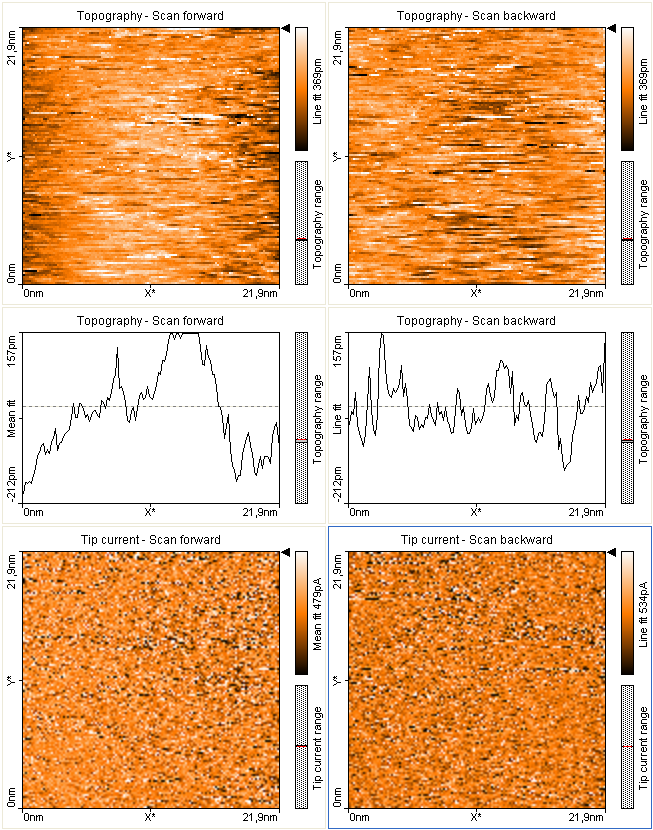 Topography - Scan forward
21,9nm
Y*
0nm
0nm
X*
21,9nm
Line fit 369pm
Topography range
Topography - Scan backward
21,9nm
Y*
0nm
0nm
X*
21,9nm
Line fit 369pm
Topography range
Topography - Scan forward
157pm
Mean fit
-212pm
0nm
X*
21,9nm
Topography range
Topography - Scan backward
157pm
Line fit
-212pm
0nm
X*
21,9nm
Topography range
Tip current - Scan forward
21,9nm
Y*
0nm
0nm
X*
21,9nm
Mean fit 479pA
Tip current range
Tip current - Scan backward
21,9nm
Y*
0nm
0nm
X*
21,9nm
Line fit 534pA
Tip current range